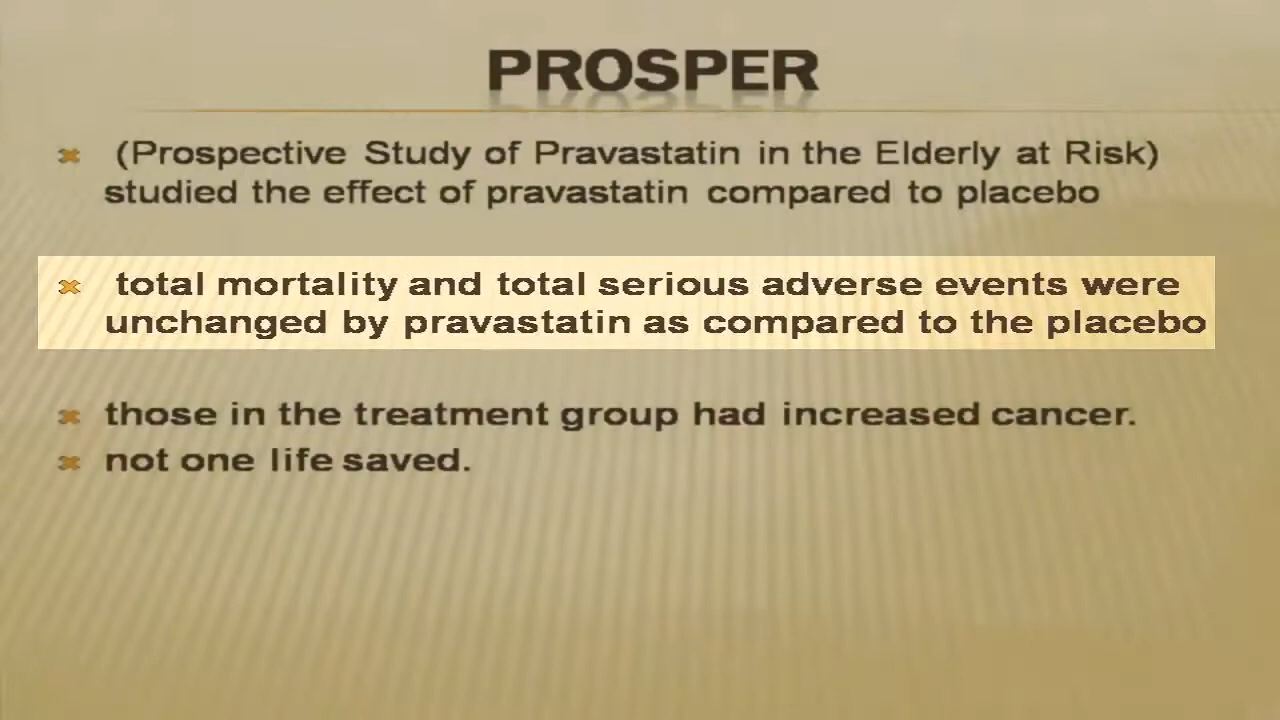 PROSPER
(Prospective Study of Pravastatin in the Elderly at Risk)
studied the effect of pravastatin compared to placebo
total mortality and total serious adverse events were
unchanged by pravastatin as compared to the placebo
those in the treatment group had increased cancer.
not one life saved.